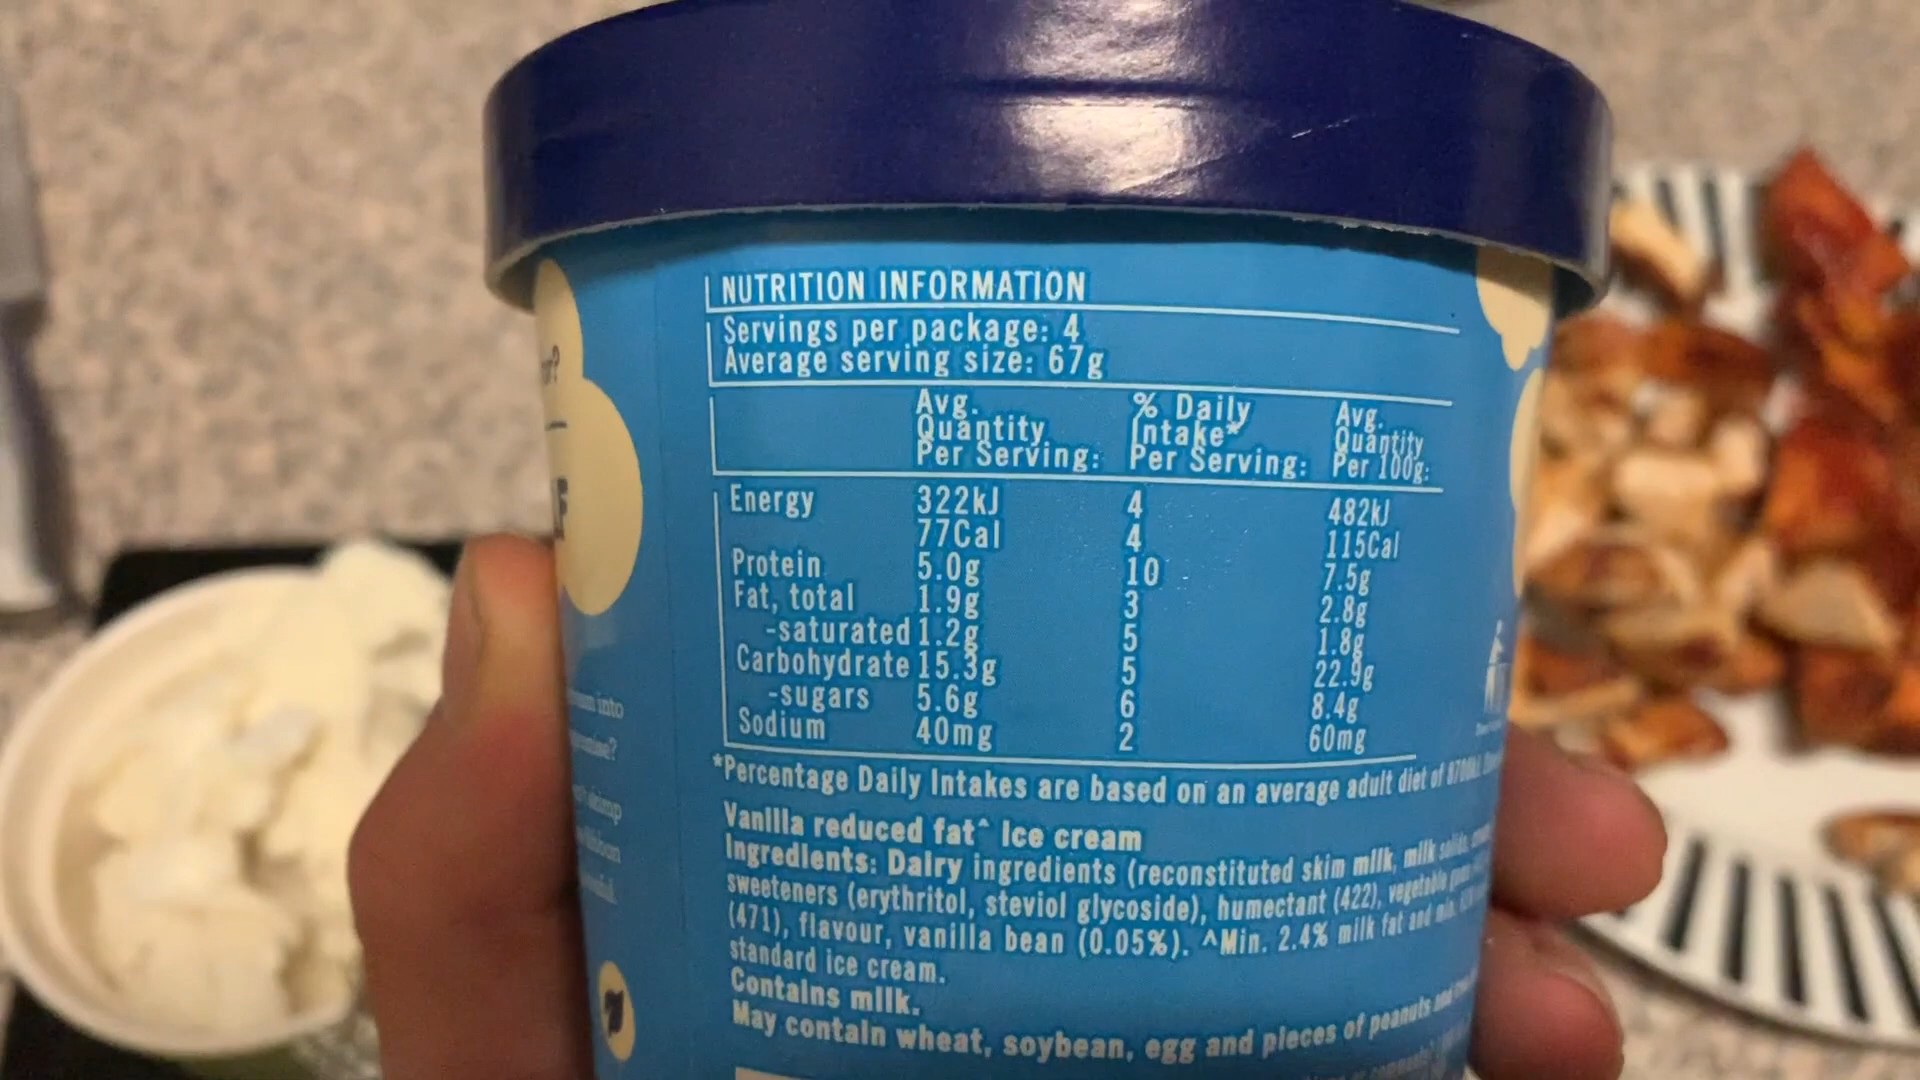 NUTRITION INFORMATION
Servings per package: 4
Average serving size: 67g
Avg. Quantity Per Serving: % Daily Intake* Per Serving: Avg. Quantity Per 100g:
Energy 322kJ 4 482kJ
77Cal 4 115Cal
Protein 5.0g 10 7.5g
Fat, total 1.9g 3 2.8g
-saturated 1.2g 5 1.8g
Carbohydrate 15.3g 5 22.9g
-sugars 5.6g 6 8.4g
Sodium 40mg 2 60mg
*Percentage Daily Intakes are based on an average adult diet of
Vanilla reduced fat^ Ice cream
Ingredients: Dairy ingredients (reconstituted skim milk, milk solids,
sweeteners (erythritol, steviol glycoside), humectant (422), vegetable
(471), flavour, vanilla bean (0.05%). ^Min. 2.4% milk fat and min.
standard ice cream.
Contains milk.
May contain wheat, soybean, egg and pieces of peanuts and
into